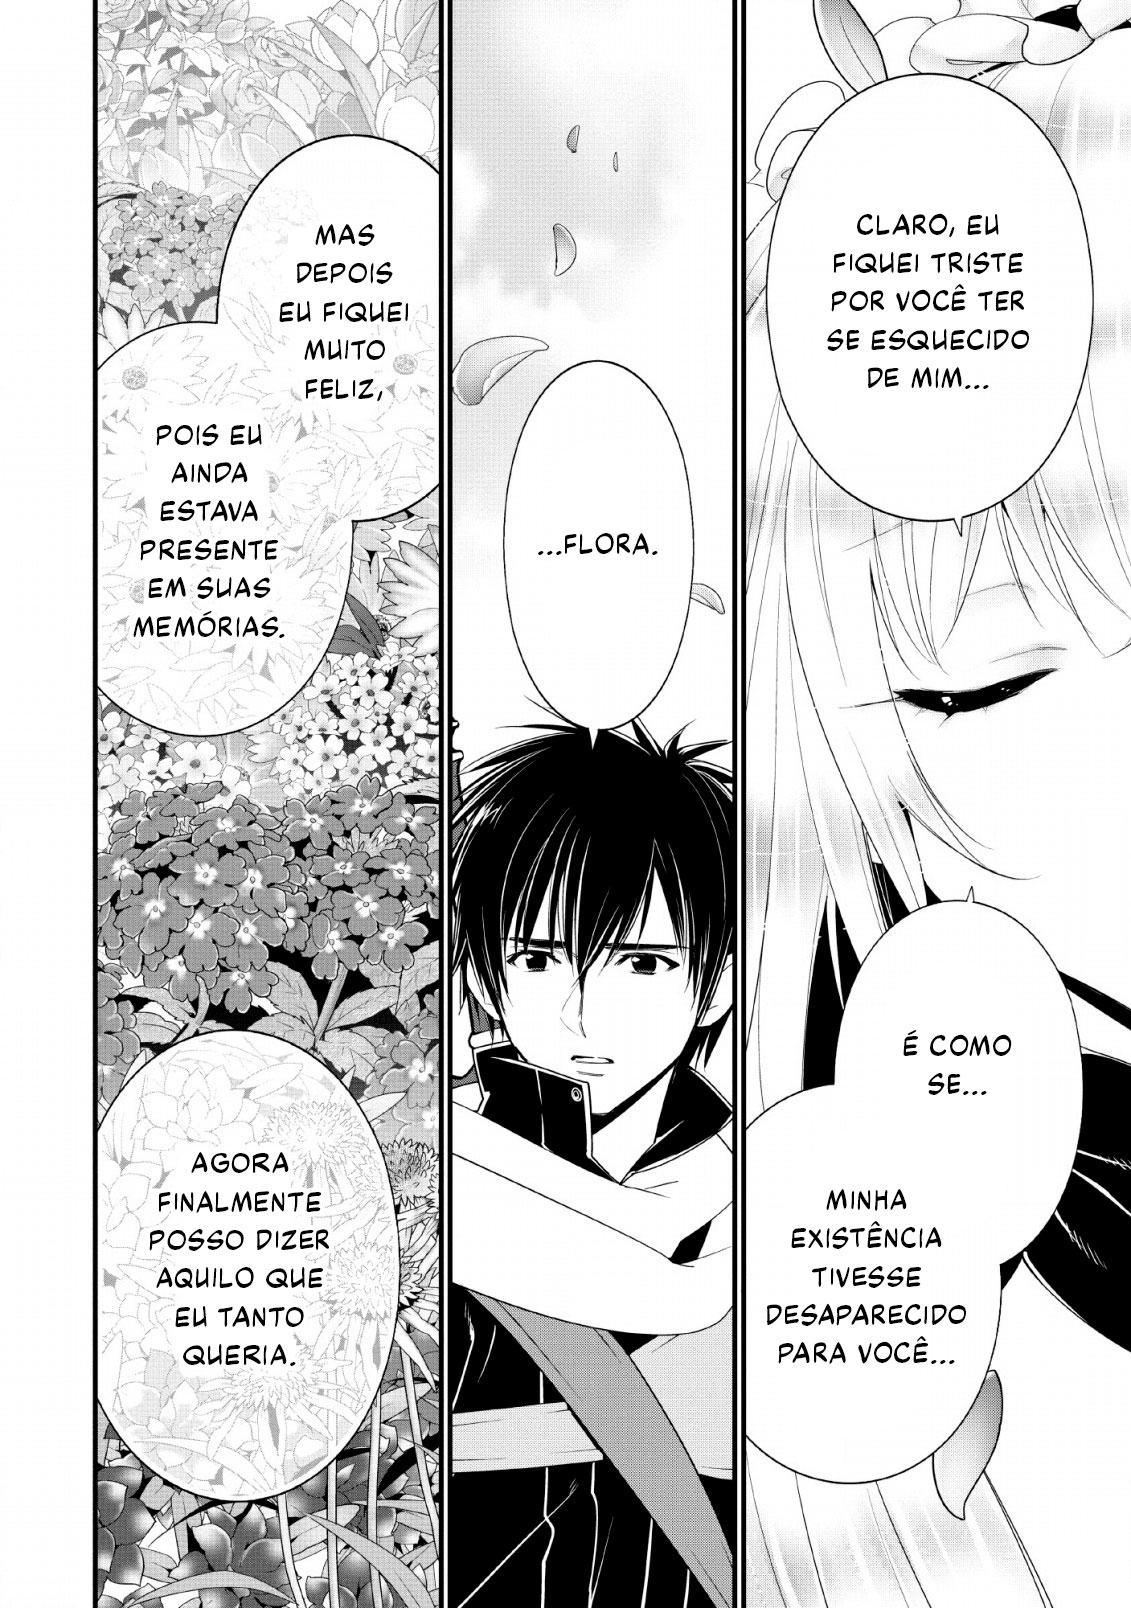 CLARO, EU
FIQUEI TRISTE
POR VOCÊ TER
SE ESQUECIDO
DE MIM...
É COMO
SE...
MINHA
EXISTÊNCIA
TIVESSE
DESAPARECIDO
PARA VOCÊ...
...FLORA.
MAS
DEPOIS
EU FIQUEI
MUITO
FELIZ,
POIS EU
AINDA
ESTAVA
PRESENTE
EM SUAS
MEMÓRIAS.
AGORA
FINALMENTE
POSSO DIZER
AQUILO QUE
EU TANTO
QUERIA.